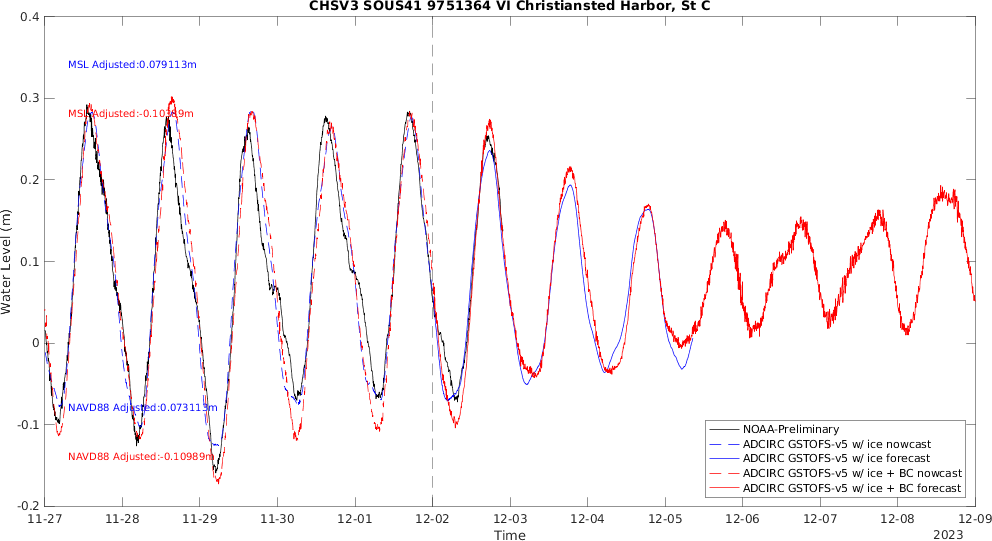 CHSV3 SOUS41 9751364 VI Christiansted Harbor, St C
0.4
0.3
0.2
0.1
0
-0.1
-0.2
Water Level (m)
MSL Adjusted:0.079113m
NAVD88 Adjusted:0.073113m
NAVD88 Adjusted:-0.10989m
NOAA-Preliminary
ADCIRC GSTOFS-v5 w/ ice nowcast
ADCIRC GSTOFS-v5 w/ ice forecast
ADCIRC GSTOFS-v5 w/ ice + BC nowcast
ADCIRC GSTOFS-v5 w/ ice + BC forecast
11-27 11-28 11-29 11-30 12-01 12-02 12-03 12-04 12-05 12-06 12-07 12-08 12-09
Time
2023